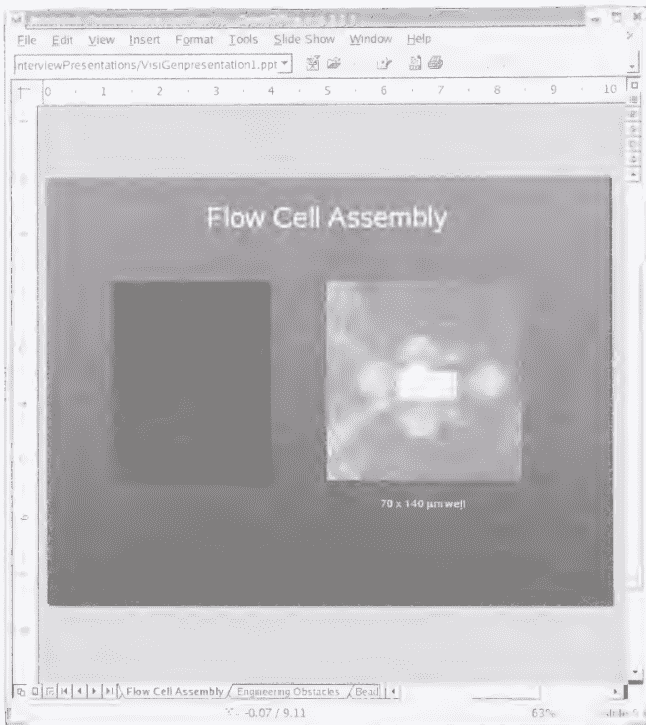 File Edit View Insert Format Tools Slide Show Window Help
nterviewPresentations/VisiGenpresentation1.ppt
0 1 2 3 4 5 6 7 8 9 10
Flow Cell Assembly
70 x 140 µm well
Flow Cell Assembly Engineering Obstacles Bead
-0.07 / 9.11 63%